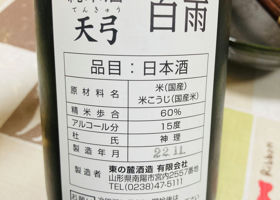 純米酒
てんきゅう
天弓
白雨
品目：日本酒
原材料名 米（国産）
米こうじ（国産米）
精米歩合 60%
アルコール分 15度
杜氏 神理
製造年月 22.11
東の麓酒造 有限会社
山形県南陽市宮内2557番地
TEL(0238)47-5111